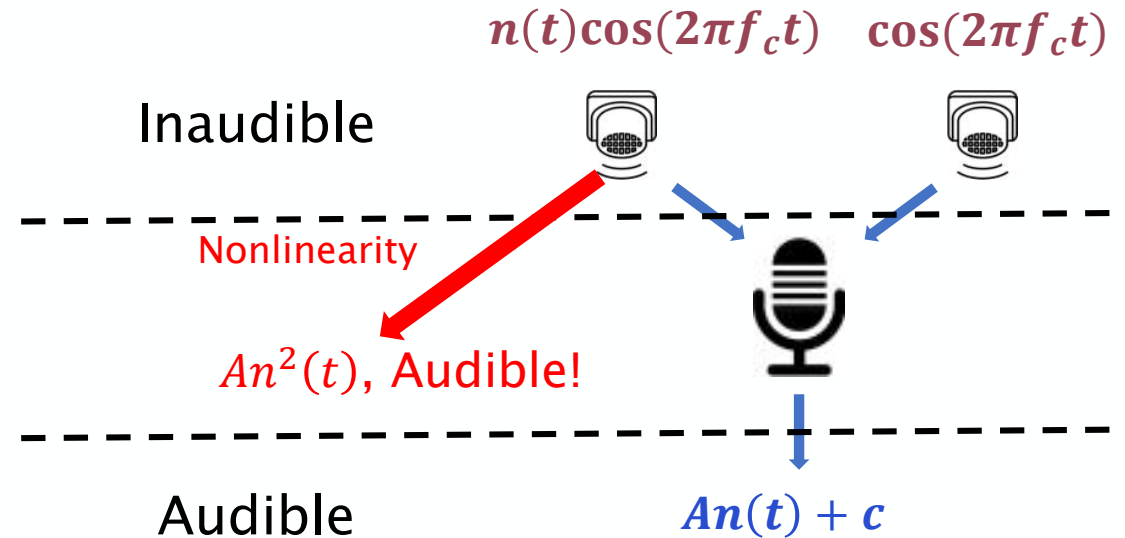 n(t)cos(2πf_c t) cos(2πf_c t)
Inaudible
Nonlinearity
An²(t), Audible!
Audible
An(t) + c